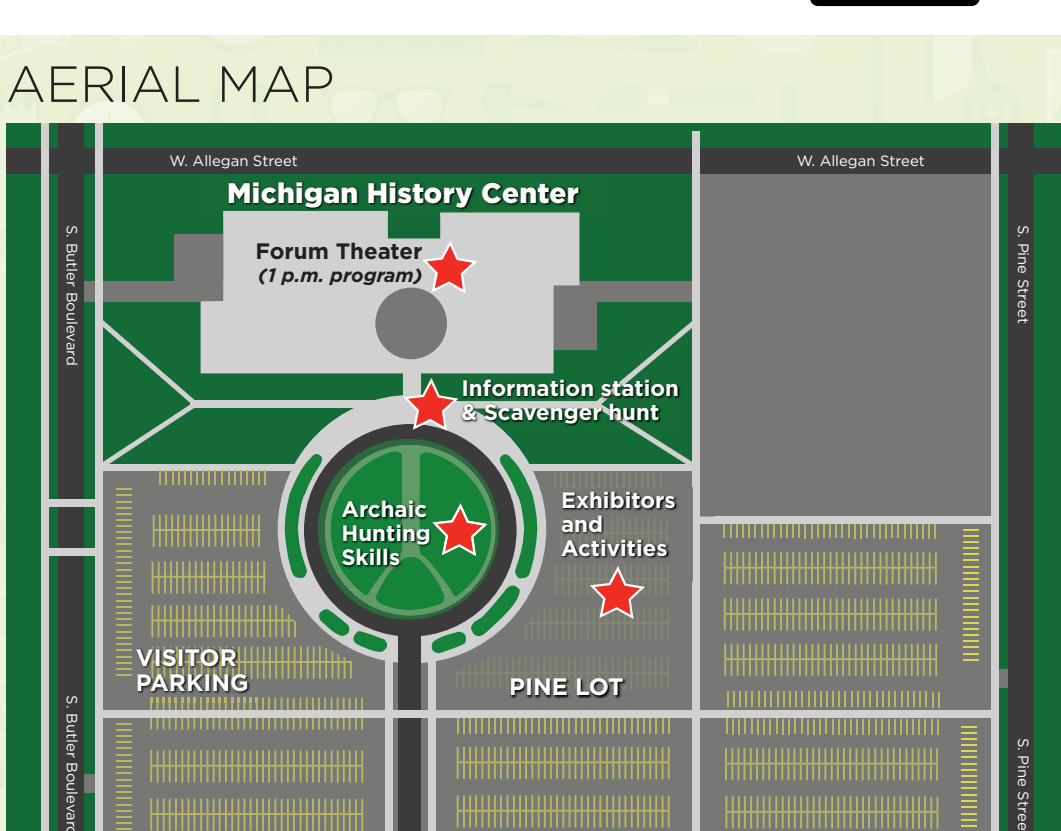 AERIAL MAP
W. Allegan Street
W. Allegan Street
Michigan History Center
Forum Theater
(1 p.m. program)
S. Butler Boulevard
S. Pine Street
Information station
& Scavenger hunt
Archaic
Hunting
Skills
Exhibitors
and
Activities
VISITOR
PARKING
PINE LOT
S. Butler Boulevard
S. Pine Stree